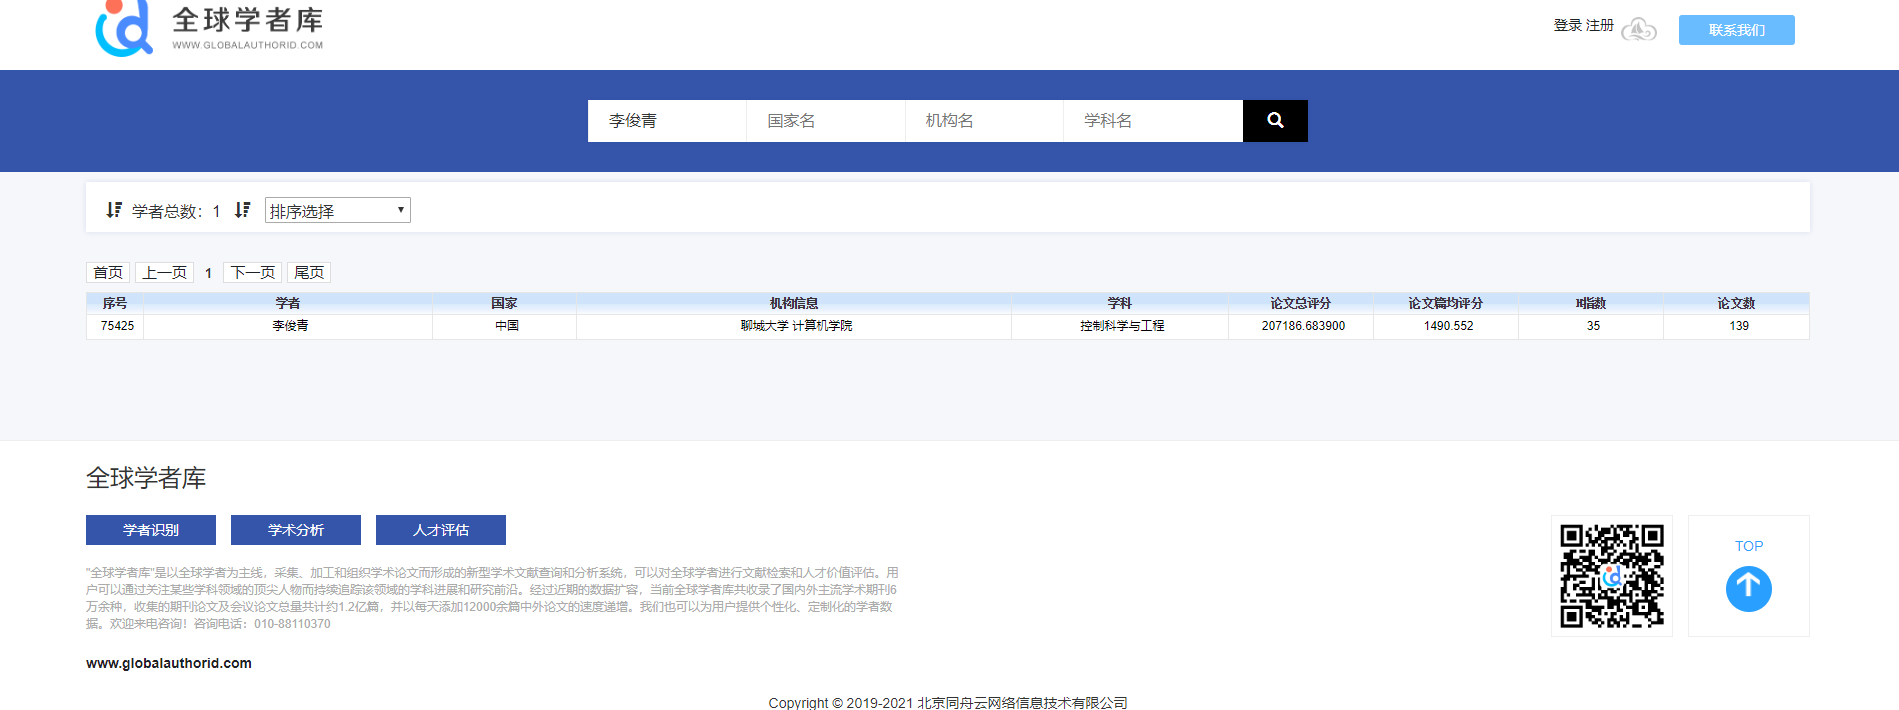 全球学者库
WWW.GLOBALAUTHORID.COM
登录 注册
联系我们
李俊青 国家名 机构名 学科名
学者总数：1 排序选择
首页 上一页 1 下一页 尾页
序号 学者 国家 机构信息 学科 论文总评分 论文篇均评分 H指数 论文数
75425 李俊青 中国 聊城大学 计算机学院 控制科学与工程 207186.683900 1490.552 35 139
全球学者库
学者识别 学术分析 人才评估
TOP
"全球学者库"是以全球学者为主线，采集、加工和组织学术论文而形成的新型学术文献查询和分析系统，可以对全球学者进行文献检索和人才价值评估。用
户可以通过关注某些学科领域的顶尖人物而持续追踪该领域的学科进展和研究前沿。经过近期的数据扩容，当前全球学者库共收录了国内外主流学术期刊6
万余种，收集的期刊论文及会议论文总量共计约1.2亿篇，并以每天添加12000余篇中外论文的速度递增。我们也可以为用户提供个性化、定制化的学者数
据。欢迎来电咨询！咨询电话：010-88110370
www.globalauthorid.com
Copyright © 2019-2021 北京同舟云网络信息技术有限公司